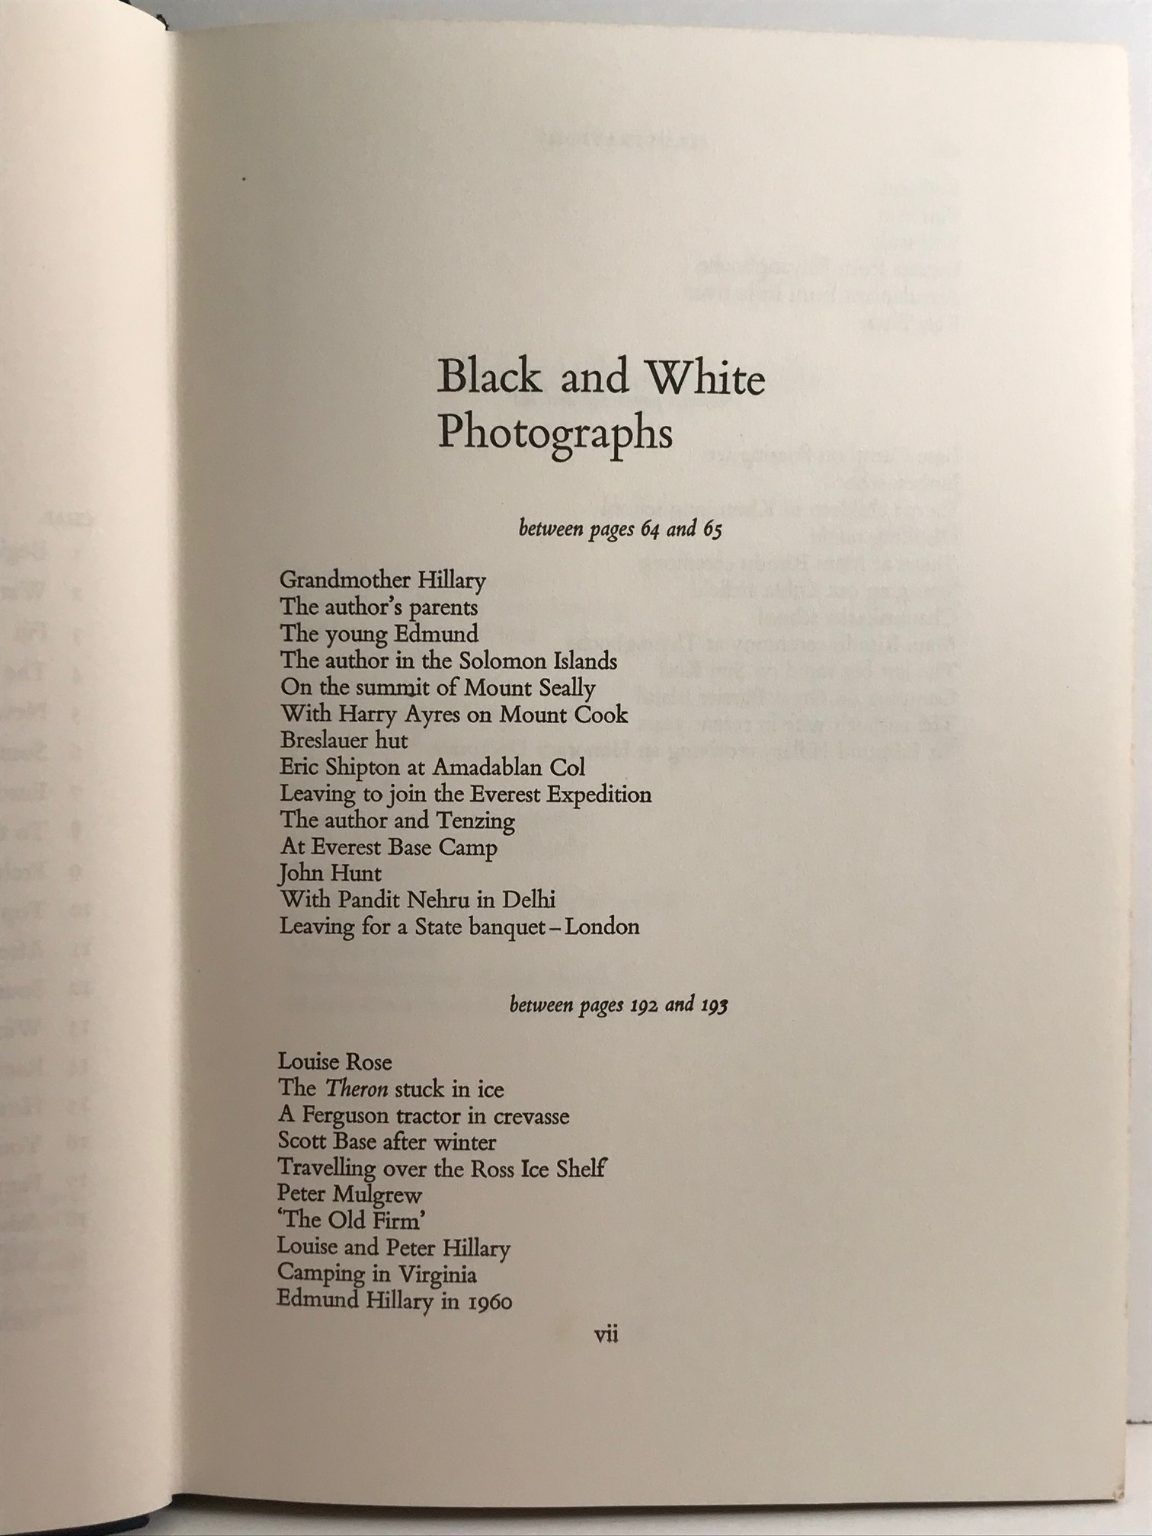 Black and White
Photographs
between pages 64 and 65
Grandmother Hillary
The author's parents
The young Edmund
The author in the Solomon Islands
On the summit of Mount Seally
With Harry Ayres on Mount Cook
Breslauer hut
Eric Shipton at Amadablan Col
Leaving to join the Everest Expedition
The author and Tenzing
At Everest Base Camp
John Hunt
With Pandit Nehru in Delhi
Leaving for a State banquet – London
between pages 192 and 193
Louise Rose
The Theron stuck in ice
A Ferguson tractor in crevasse
Scott Base after winter
Travelling over the Ross Ice Shelf
Peter Mulgrew
'The Old Firm'
Louise and Peter Hillary
Camping in Virginia
Edmund Hillary in 1960
vii